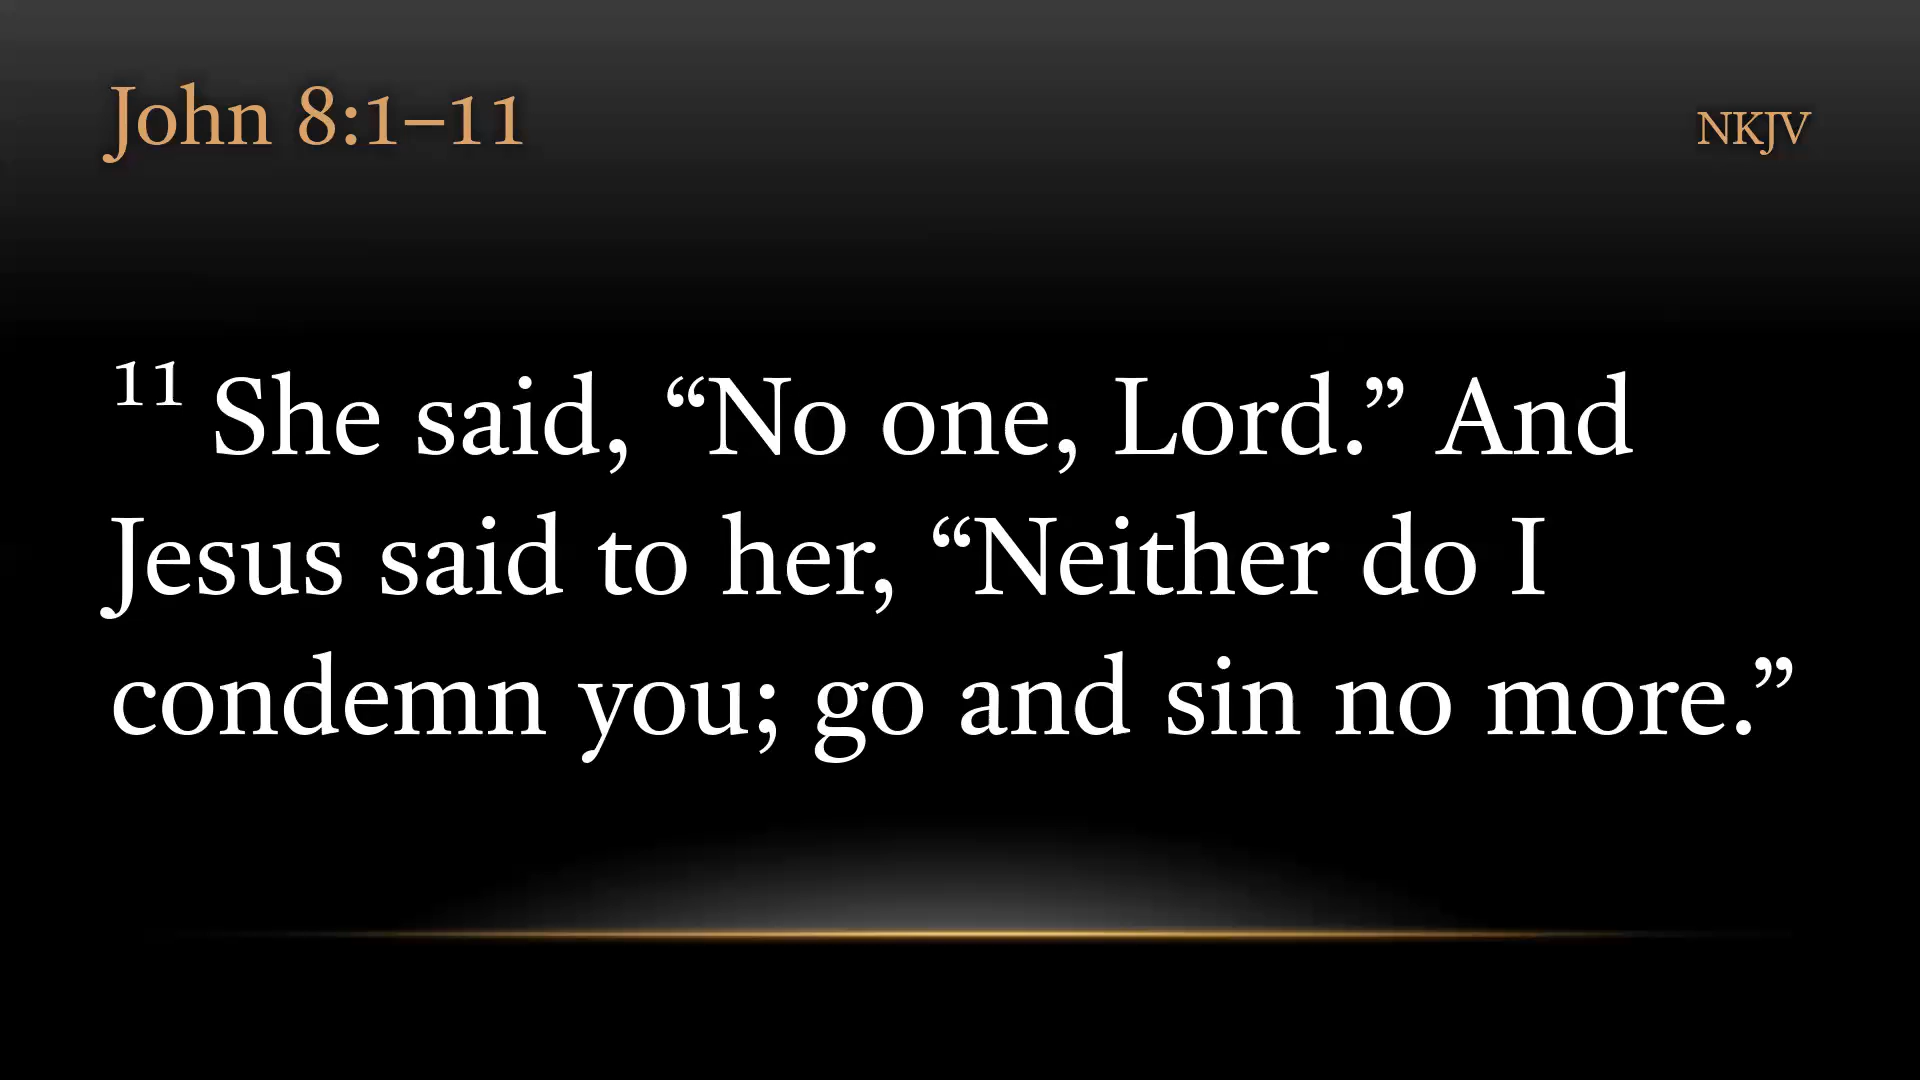 John 8:1–11
NKJV
11 She said, “No one, Lord.” And
Jesus said to her, “Neither do I
condemn you; go and sin no more.”